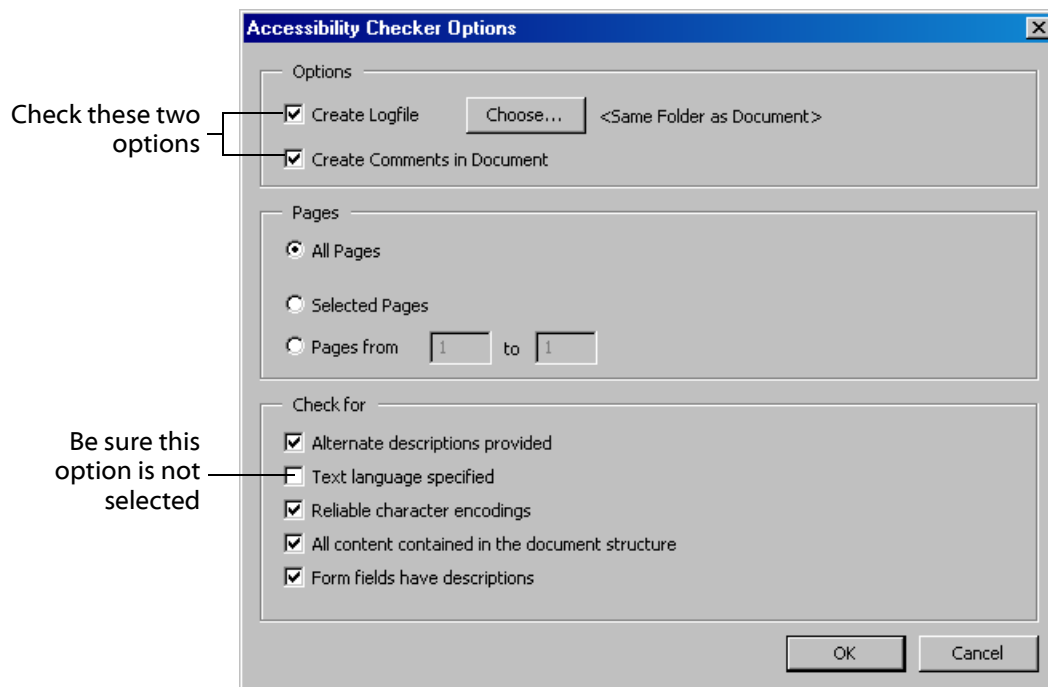 Accessibility Checker Options
Options
Check these two
options
Create Logfile Choose... <Same Folder as Document>
Create Comments in Document
Pages
All Pages
Selected Pages
Pages from 1 to 1
Check for
Be sure this
option is not
selected
Alternate descriptions provided
Text language specified
Reliable character encodings
All content contained in the document structure
Form fields have descriptions
OK Cancel